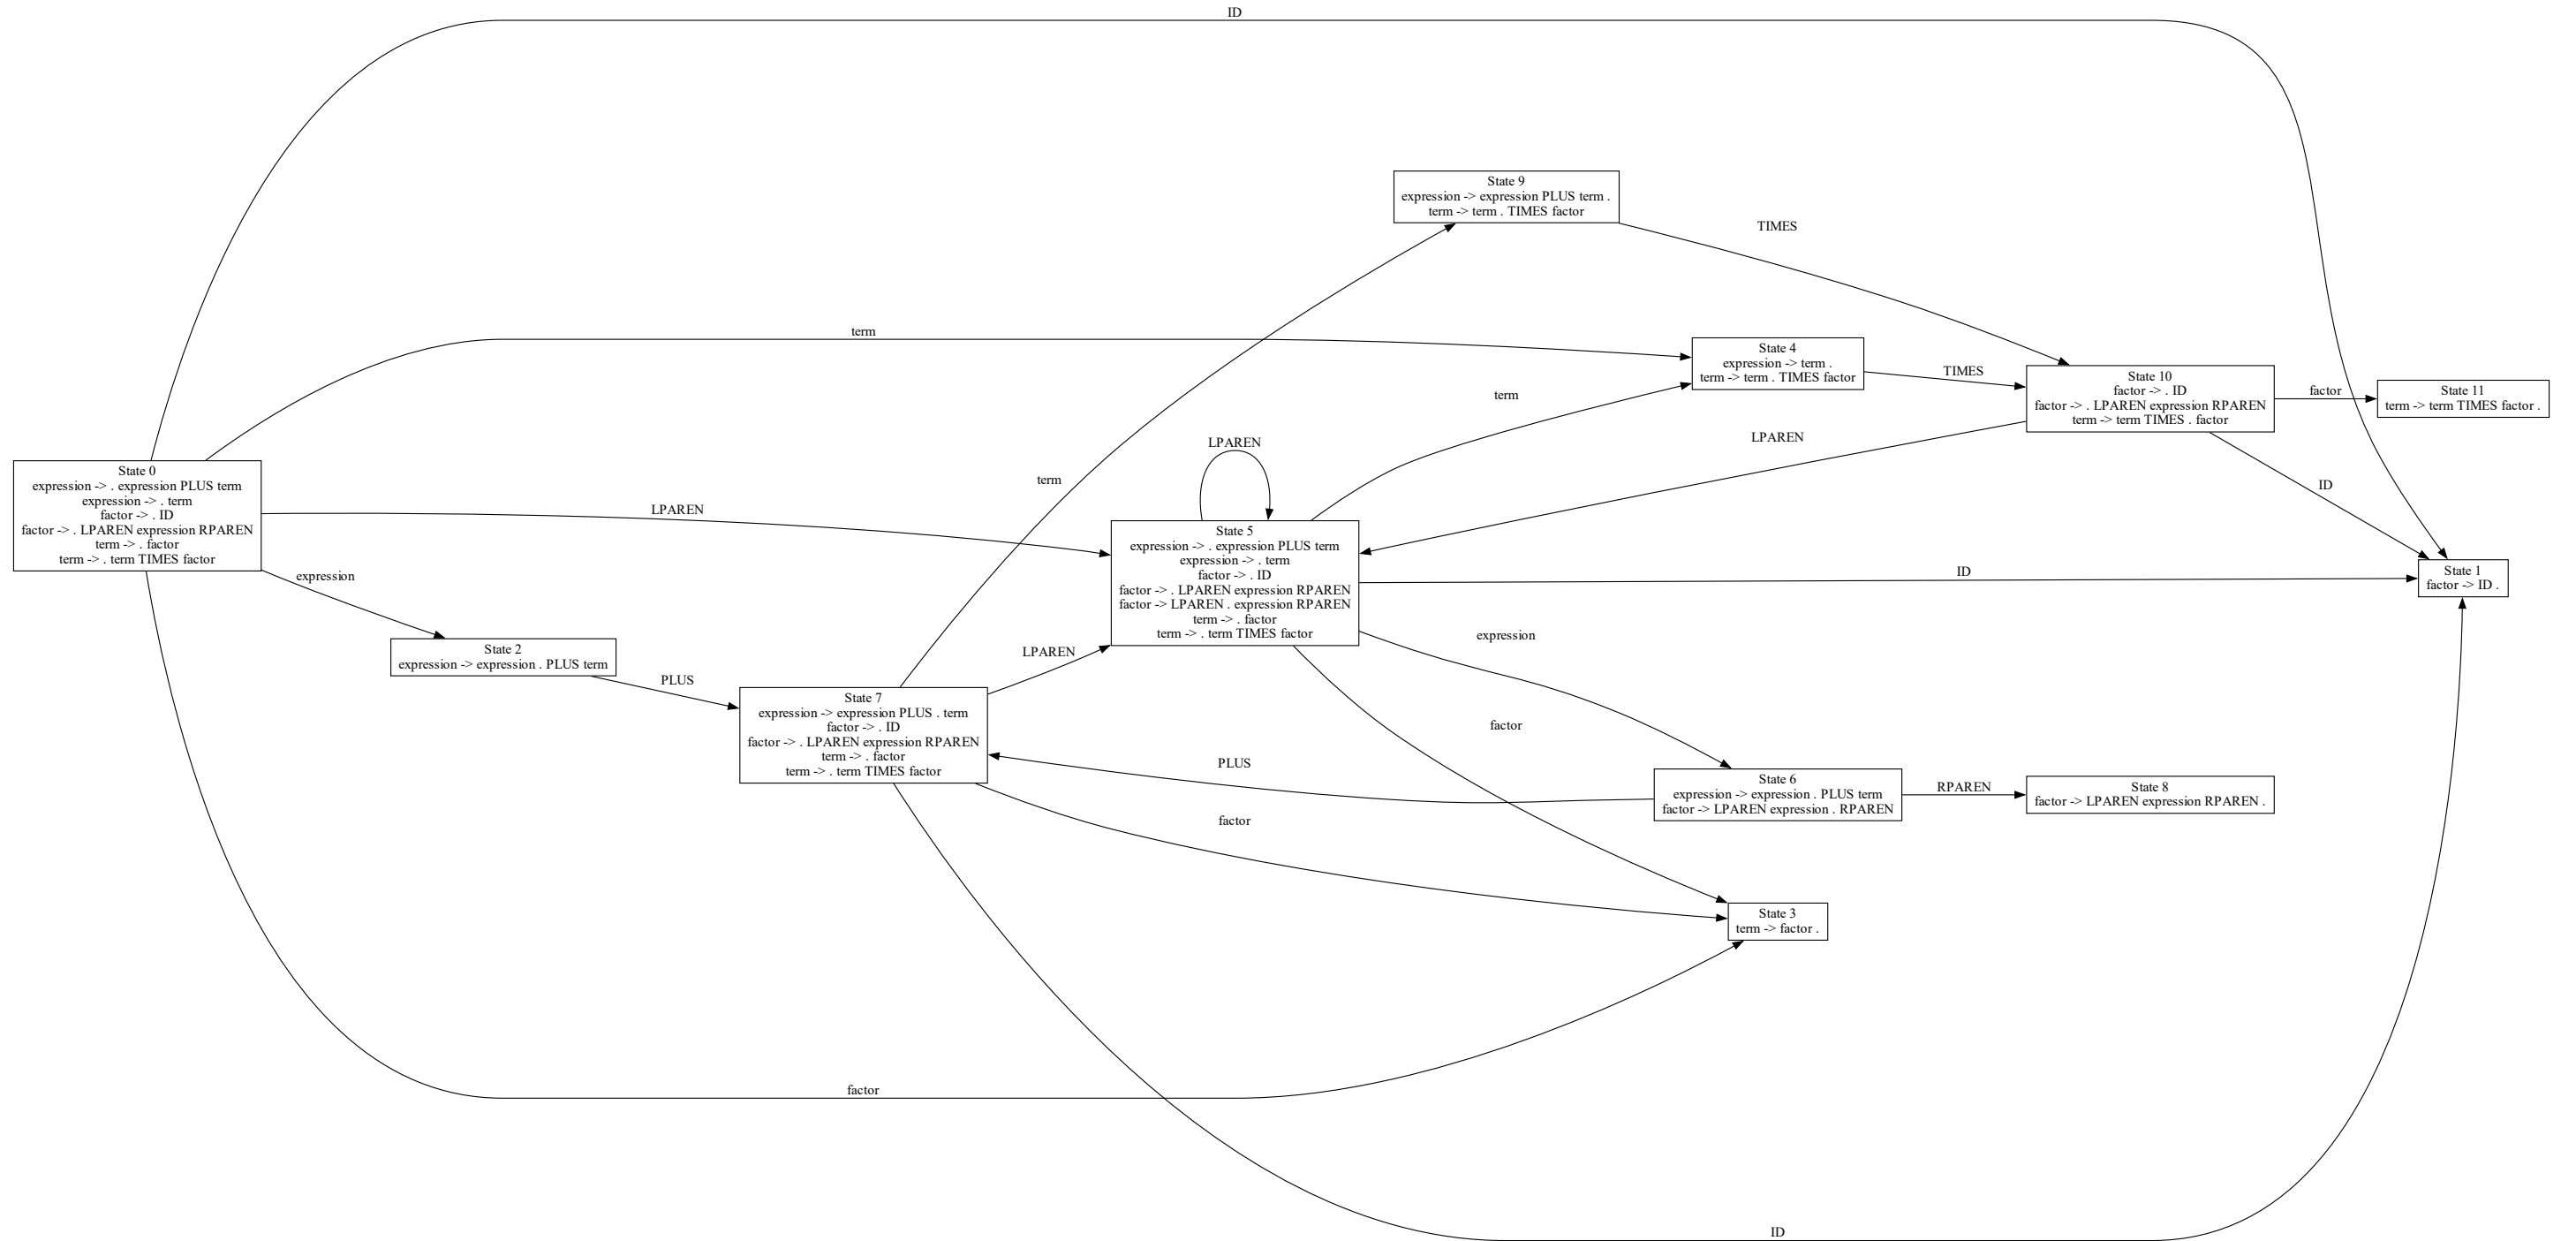 ID
State 9
expression -> expression PLUS term .
term -> term . TIMES factor
TIMES
term
State 4
expression -> term .
term -> term . TIMES factor
TIMES
State 10
factor -> . ID
factor -> . LPAREN expression RPAREN
term -> term TIMES . factor
factor
State 11
term -> term TIMES factor .
term
LPAREN
LPAREN
ID
term
State 0
expression -> . expression PLUS term
expression -> . term
factor -> . ID
factor -> . LPAREN expression RPAREN
term -> . factor
term -> . term TIMES factor
LPAREN
State 5
expression -> . expression PLUS term
expression -> . term
factor -> . ID
factor -> . LPAREN expression RPAREN
factor -> LPAREN . expression RPAREN
term -> . factor
term -> . term TIMES factor
ID
State 1
factor -> ID .
expression
State 2
expression -> expression . PLUS term
PLUS
LPAREN
expression
State 7
expression -> expression PLUS . term
factor -> . ID
factor -> . LPAREN expression RPAREN
term -> . factor
term -> . term TIMES factor
factor
PLUS
State 6
expression -> expression . PLUS term
factor -> LPAREN expression . RPAREN
RPAREN
State 8
factor -> LPAREN expression RPAREN .
factor
State 3
term -> factor .
factor
ID